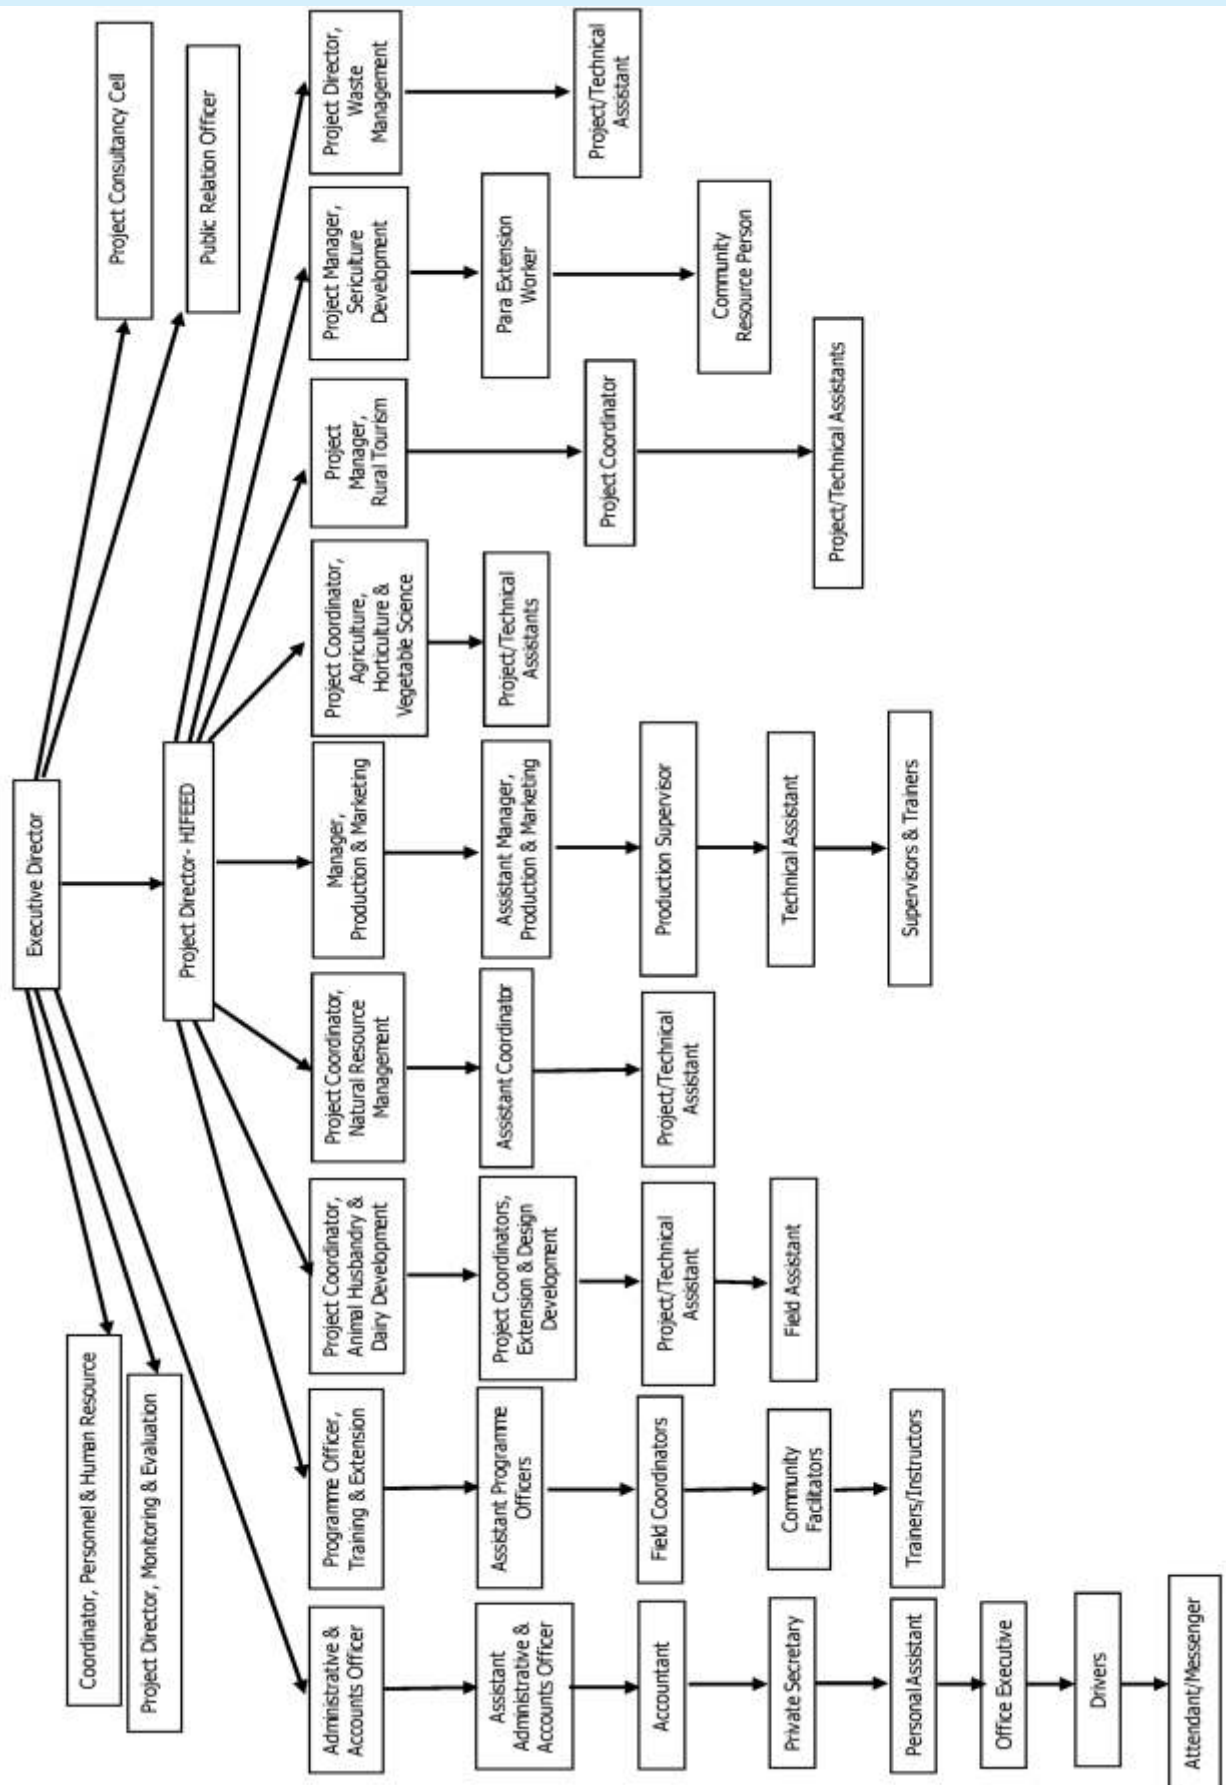 Executive Director
Project Consultancy Cell
Public Relation Officer
Coordinator, Personnel & Human Resource
Project Director, Monitoring & Evaluation
Project Director- HIFEED
Administrative &
Accounts Officer
Assistant
Administrative &
Accounts Officer
Accountant
Private Secretary
Personal Assistant
Office Executive
Drivers
Attendant/Messenger
Programme Officer,
Training & Extension
Assistant Programme
Officers
Field Coordinators
Community
Facilitators
Trainers/Instructors
Project Coordinator,
Animal Husbandry &
Dairy Development
Project Coordinators,
Extension & Design
Development
Project/Technical
Assistant
Field Assistant
Project Coordinator,
Natural Resource
Management
Assistant Coordinator
Project/Technical
Assistant
Manager,
Production & Marketing
Assistant Manager,
Production & Marketing
Production Supervisor
Technical Assistant
Supervisors & Trainers
Project Coordinator,
Agriculture,
Horticulture &
Vegetable Science
Project/Technical
Assistants
Project
Manager,
Rural Tourism
Project Coordinator
Project/Technical Assistants
Project Manager,
Sericulture
Development
Para Extension
Worker
Community
Resource Person
Project Director,
Waste
Management
Project/Technical
Assistant